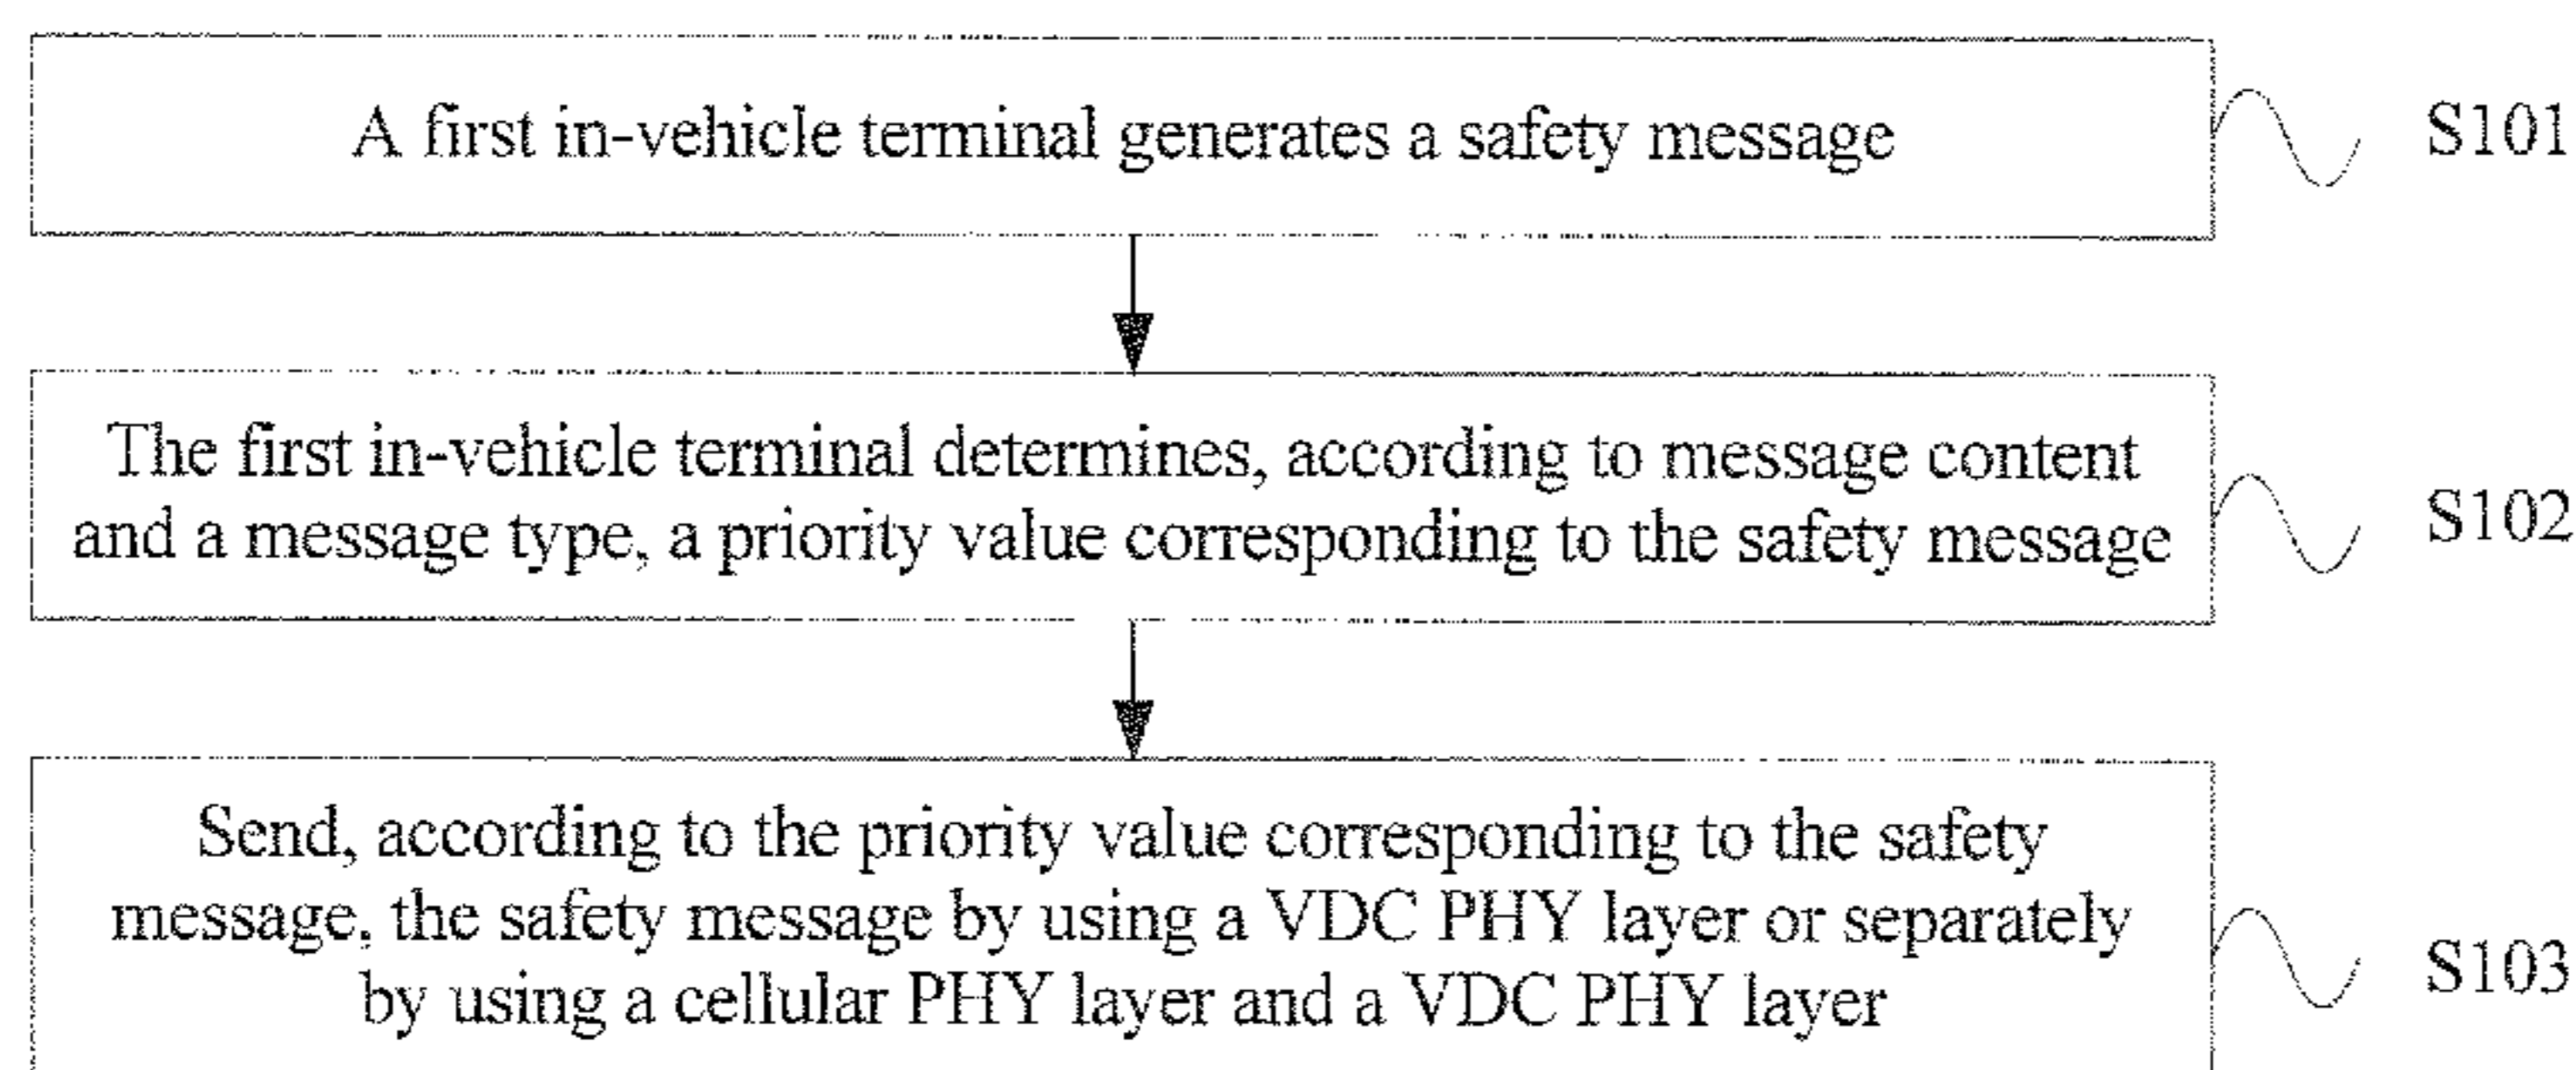 A first in-vehicle terminal generates a safety message
S101
The first in-vehicle terminal determines, according to message content
and a message type, a priority value corresponding to the safety message
S102
Send, according to the priority value corresponding to the safety
message, the safety message by using a VDC PHY layer or separately
by using a cellular PHY layer and a VDC PHY layer
S103